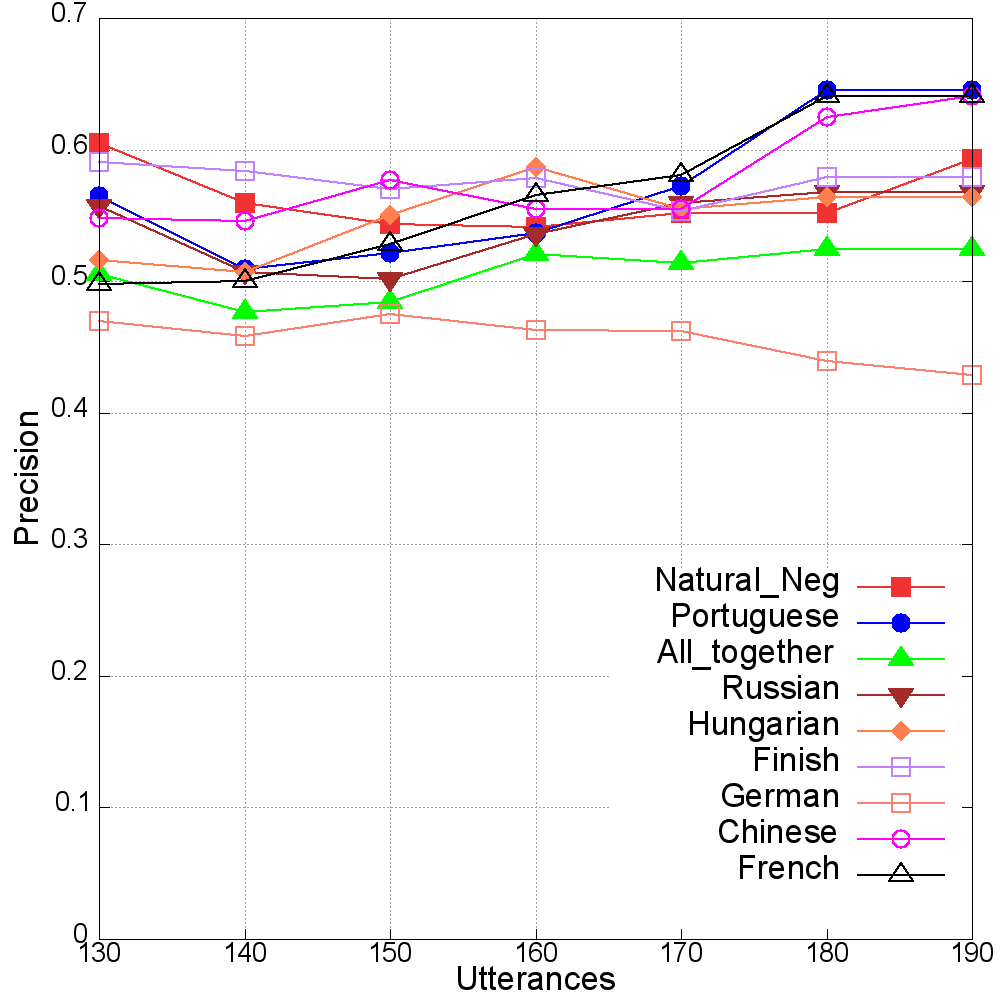 0.7
0.6
0.5
0.4
0.3
0.2
0.1
0
Precision
Natural_Neg
Portuguese
All_together
Russian
Hungarian
Finish
German
Chinese
French
130 140 150 160 170 180 190
Utterances